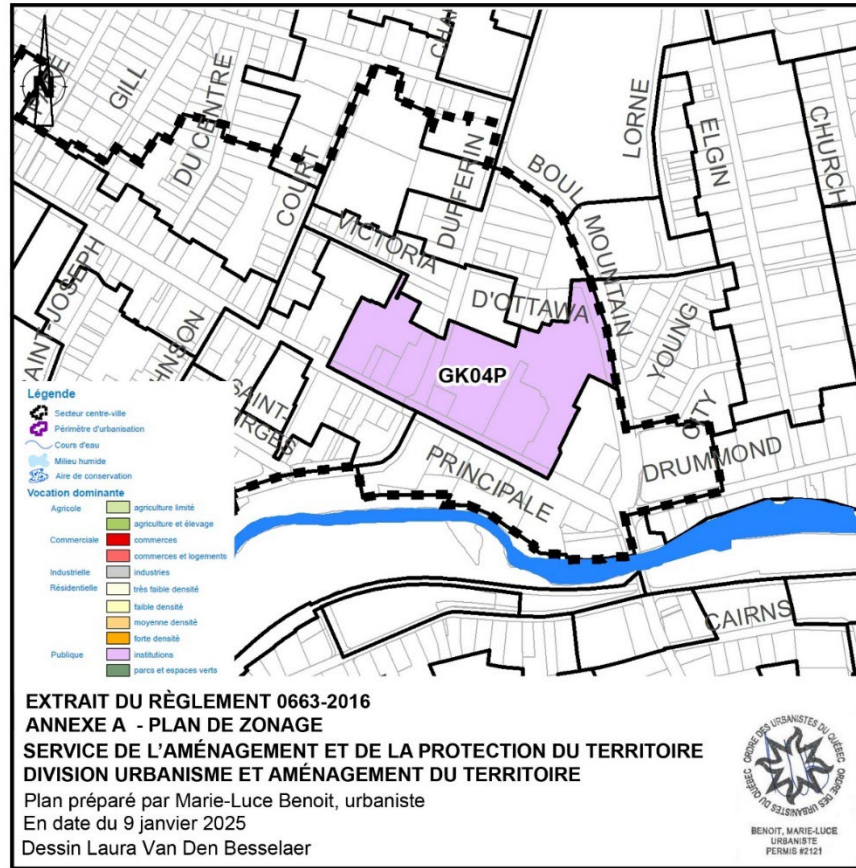 GILL
DU CENTRE
COURT
DUFFERIN
BOUL MOUNTAIN
LORNE
ELGIN
CHURCH
VICTORIA
D'OTTAWA
YOUNG
GK04P
PRINCIPALE
DRUMMOND
CAIRNS
Légende
Secteur centre-ville
Périmètre d'urbanisation
Cours d'eau
Milieu humide
Aire de conservation
Vocation dominante
Agricole agriculture limité
agriculture et élevage
Commerciale commerces
commerces et logements
Industrielle industries
Résidentielle très faible densité
faible densité
moyenne densité
forte densité
Publique institutions
parcs et espaces verts
EXTRAIT DU RÈGLEMENT 0663-2016
ANNEXE A - PLAN DE ZONAGE
SERVICE DE L'AMÉNAGEMENT ET DE LA PROTECTION DU TERRITOIRE
DIVISION URBANISME ET AMÉNAGEMENT DU TERRITOIRE
Plan préparé par Marie-Luce Benoit, urbaniste
En date du 9 janvier 2025
Dessin Laura Van Den Besselaer
ORDRE DES URBANISTES DU QUÉBEC
ORDRE DES URBANISTES DU QUÉBEC
BENOIT, MARIE-LUCE
URBANISTE
PERMIS #2121